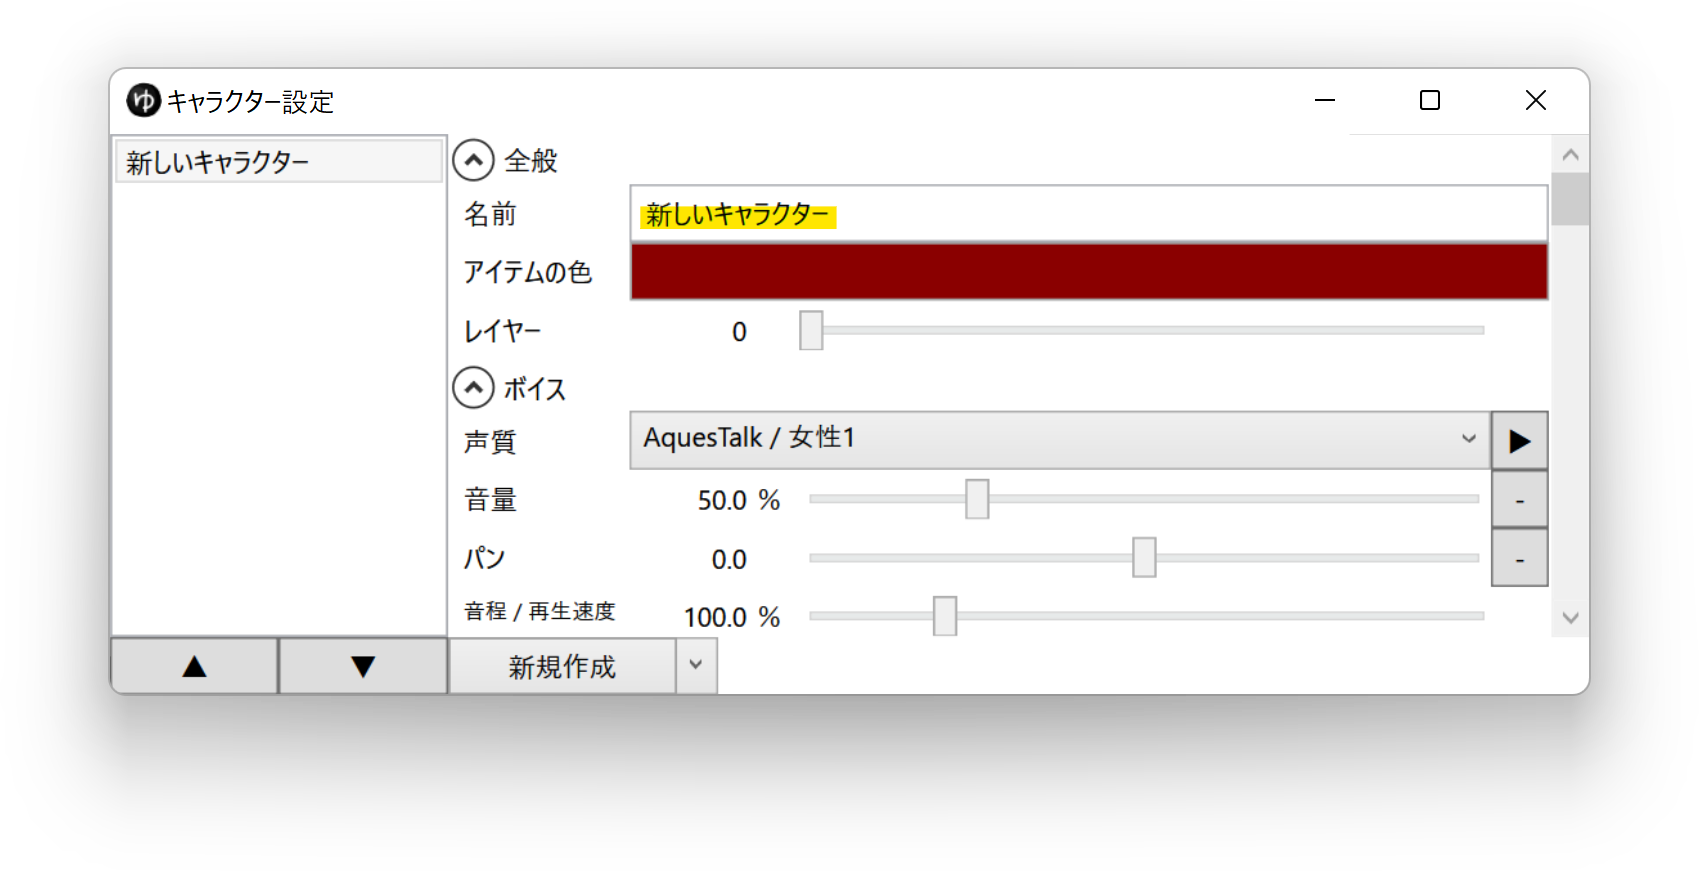 ゆ キャラクター設定
新しいキャラクター
全般
名前 新しいキャラクター
アイテムの色
レイヤー 0
ボイス
声質 AquesTalk / 女性1 ▶
音量 50.0 % -
パン 0.0 -
音程 / 再生速度 100.0 %
▲ ▼ 新規作成